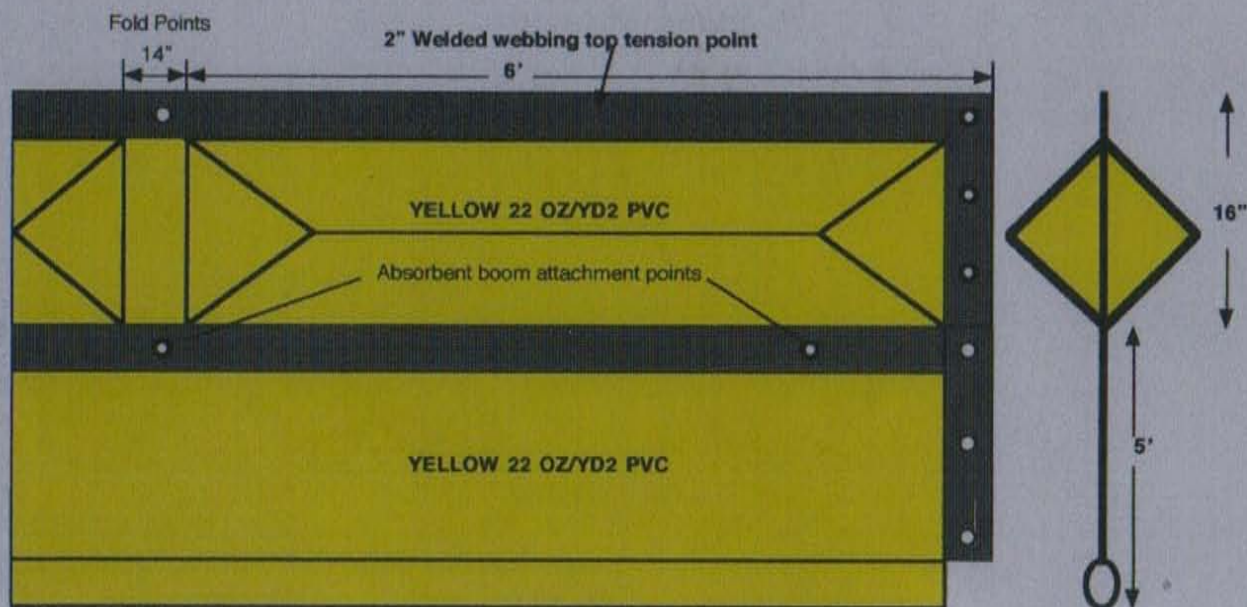 Fold Points
14"
2" Welded webbing top tension point
6'
YELLOW 22 OZ/YD2 PVC
16"
Absorbent boom attachment points
5'
YELLOW 22 OZ/YD2 PVC